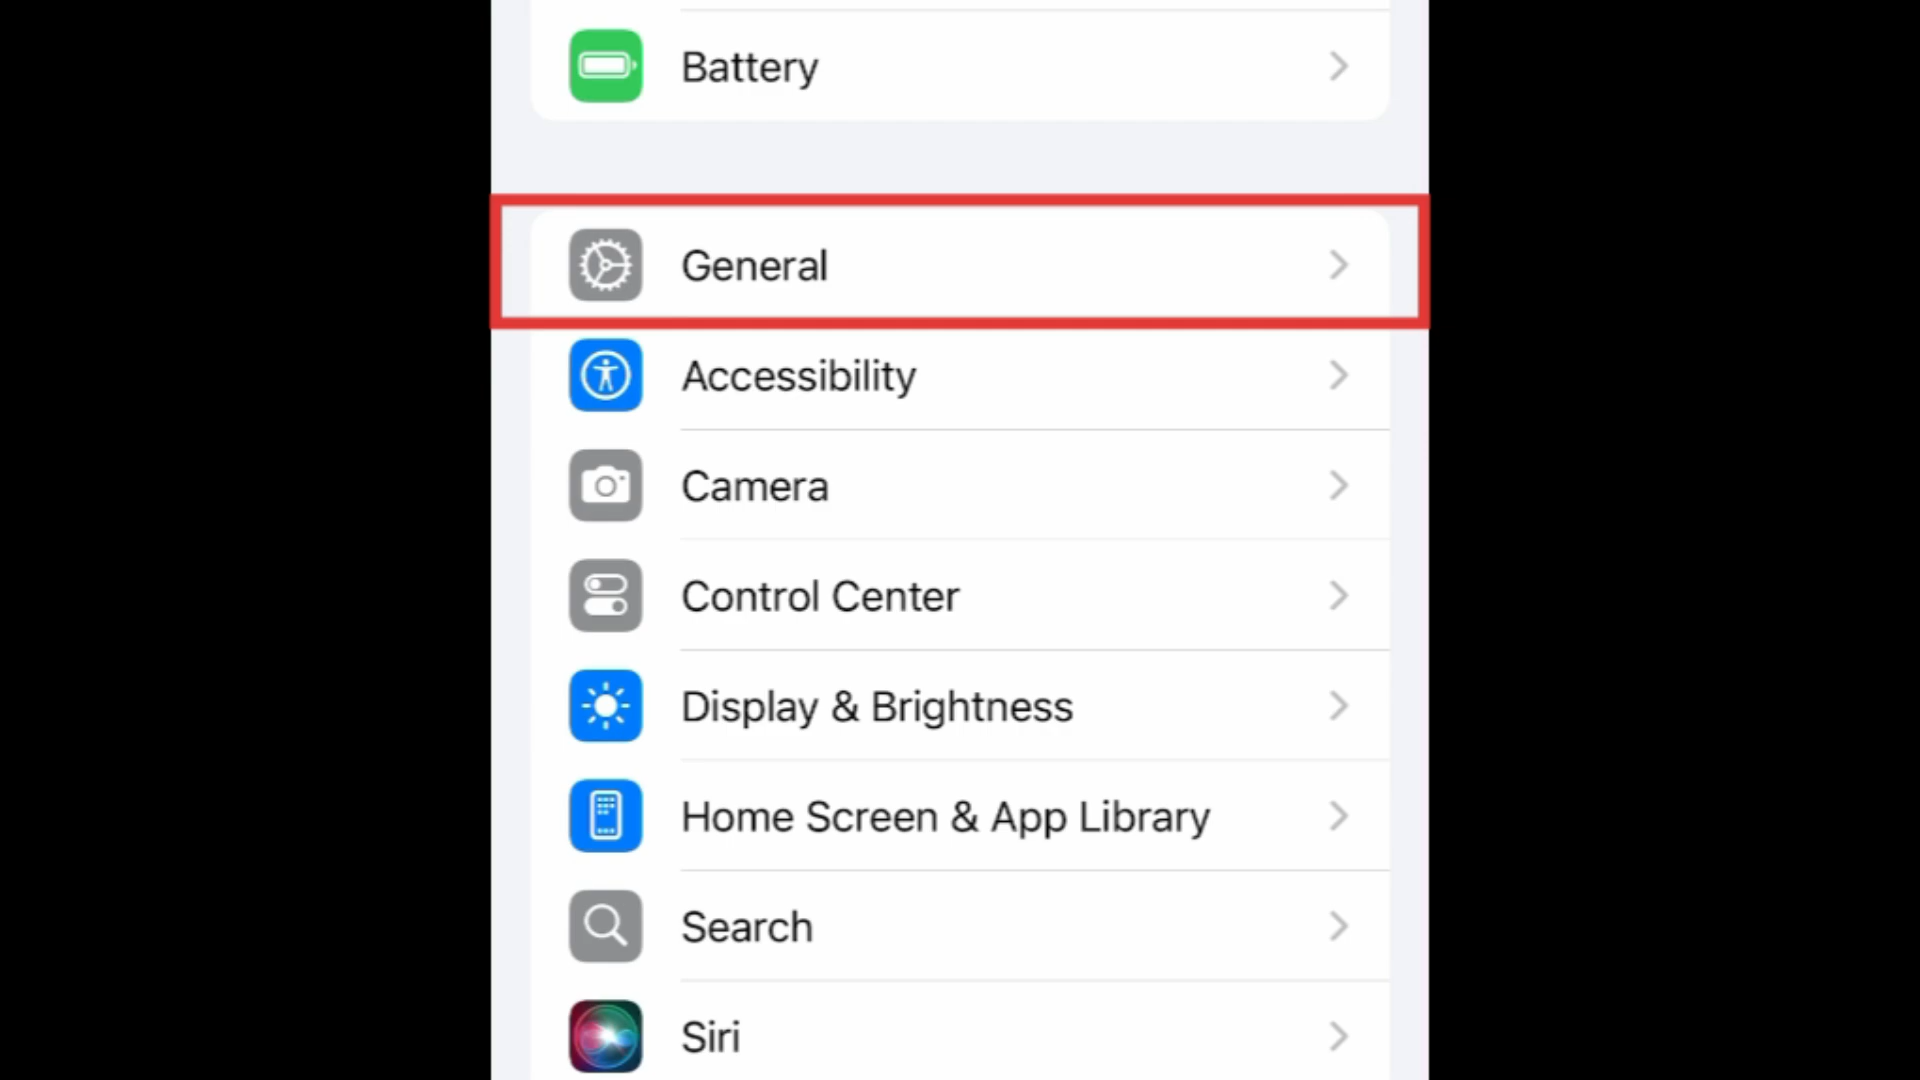 Battery
General
Accessibility
Camera
Control Center
Display & Brightness
Home Screen & App Library
Search
Siri